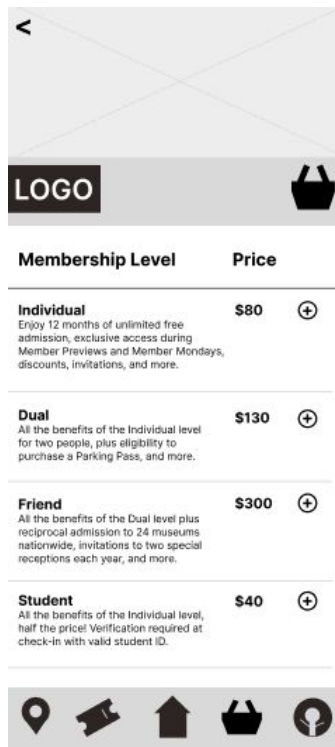 <
LOGO
Membership Level Price
Individual $80
Enjoy 12 months of unlimited free
admission, exclusive access during
Member Previews and Member Mondays,
discounts, invitations, and more.
Dual $130
All the benefits of the Individual level
for two people, plus eligibility to
purchase a Parking Pass, and more.
Friend $300
All the benefits of the Dual level plus
reciprocal admission to 24 museums
nationwide, invitations to two special
receptions each year, and more.
Student $40
All the benefits of the Individual level,
half the price! Verification required at
check-in with valid student ID.